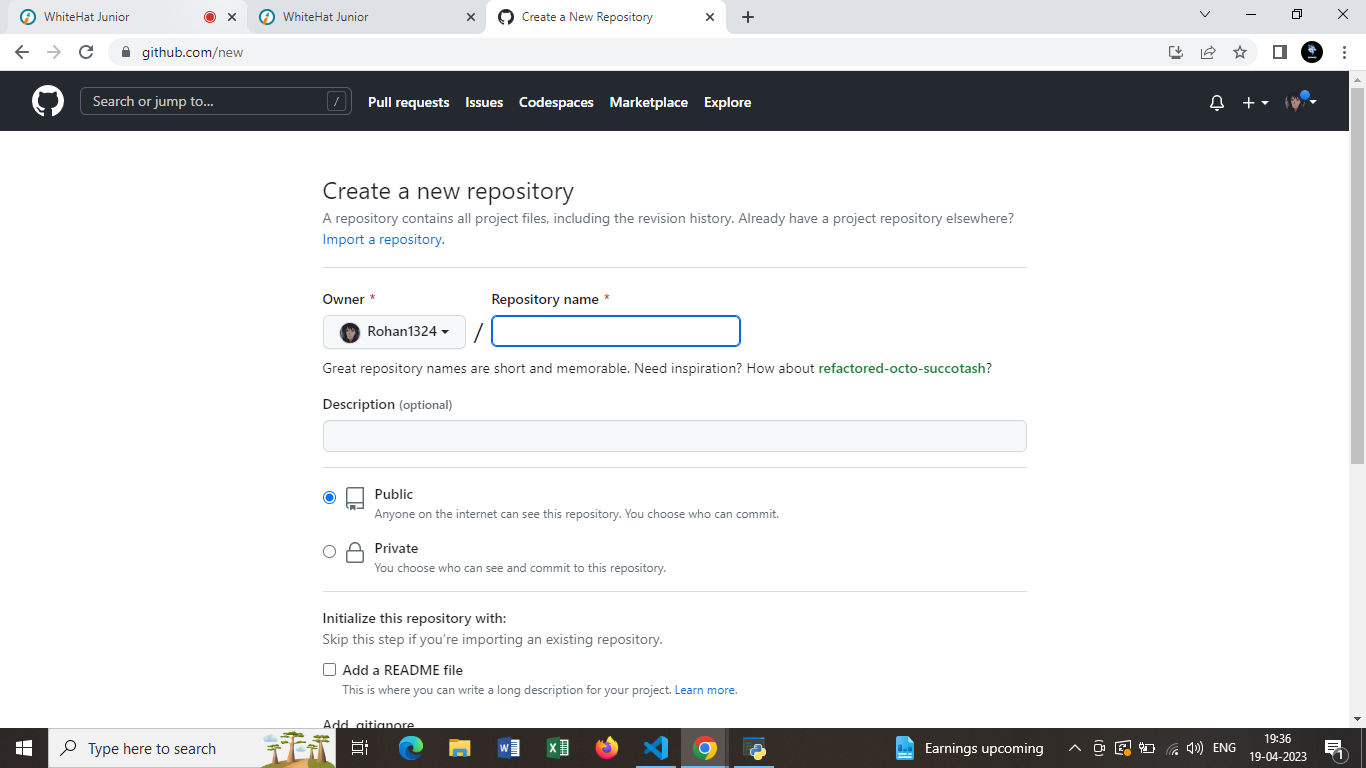 WhiteHat Junior
WhiteHat Junior
Create a New Repository
github.com/new
Search or jump to...
/
Pull requests
Issues
Codespaces
Marketplace
Explore
Create a new repository
A repository contains all project files, including the revision history. Already have a project repository elsewhere?
Import a repository.
Owner *
Repository name *
Rohan1324
/
Great repository names are short and memorable. Need inspiration? How about refactored-octo-succotash?
Description (optional)
Public
Anyone on the internet can see this repository. You choose who can commit.
Private
You choose who can see and commit to this repository.
Initialize this repository with:
Skip this step if you're importing an existing repository.
Add a README file
This is where you can write a long description for your project. Learn more.
Add .gitignore
Type here to search
Earnings upcoming
ENG
19:36
19-04-2023
1